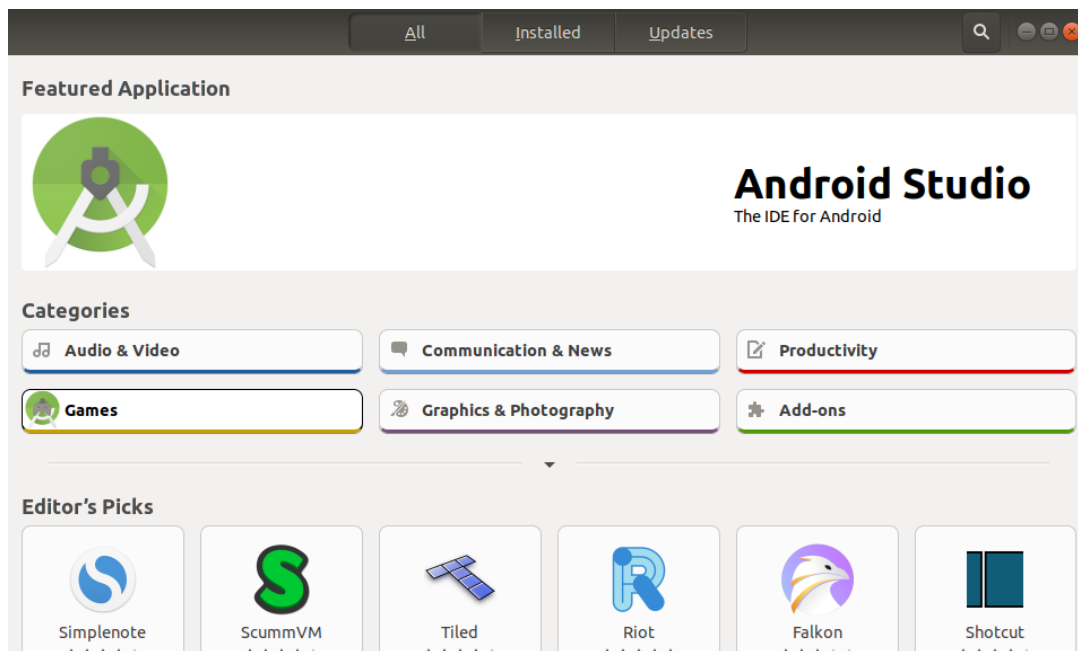 All Installed Updates
Featured Application
Android Studio
The IDE for Android
Categories
Audio & Video Communication & News Productivity
Games Graphics & Photography Add-ons
Editor’s Picks
Simplenote ScummVM Tiled Riot Falkon Shotcut